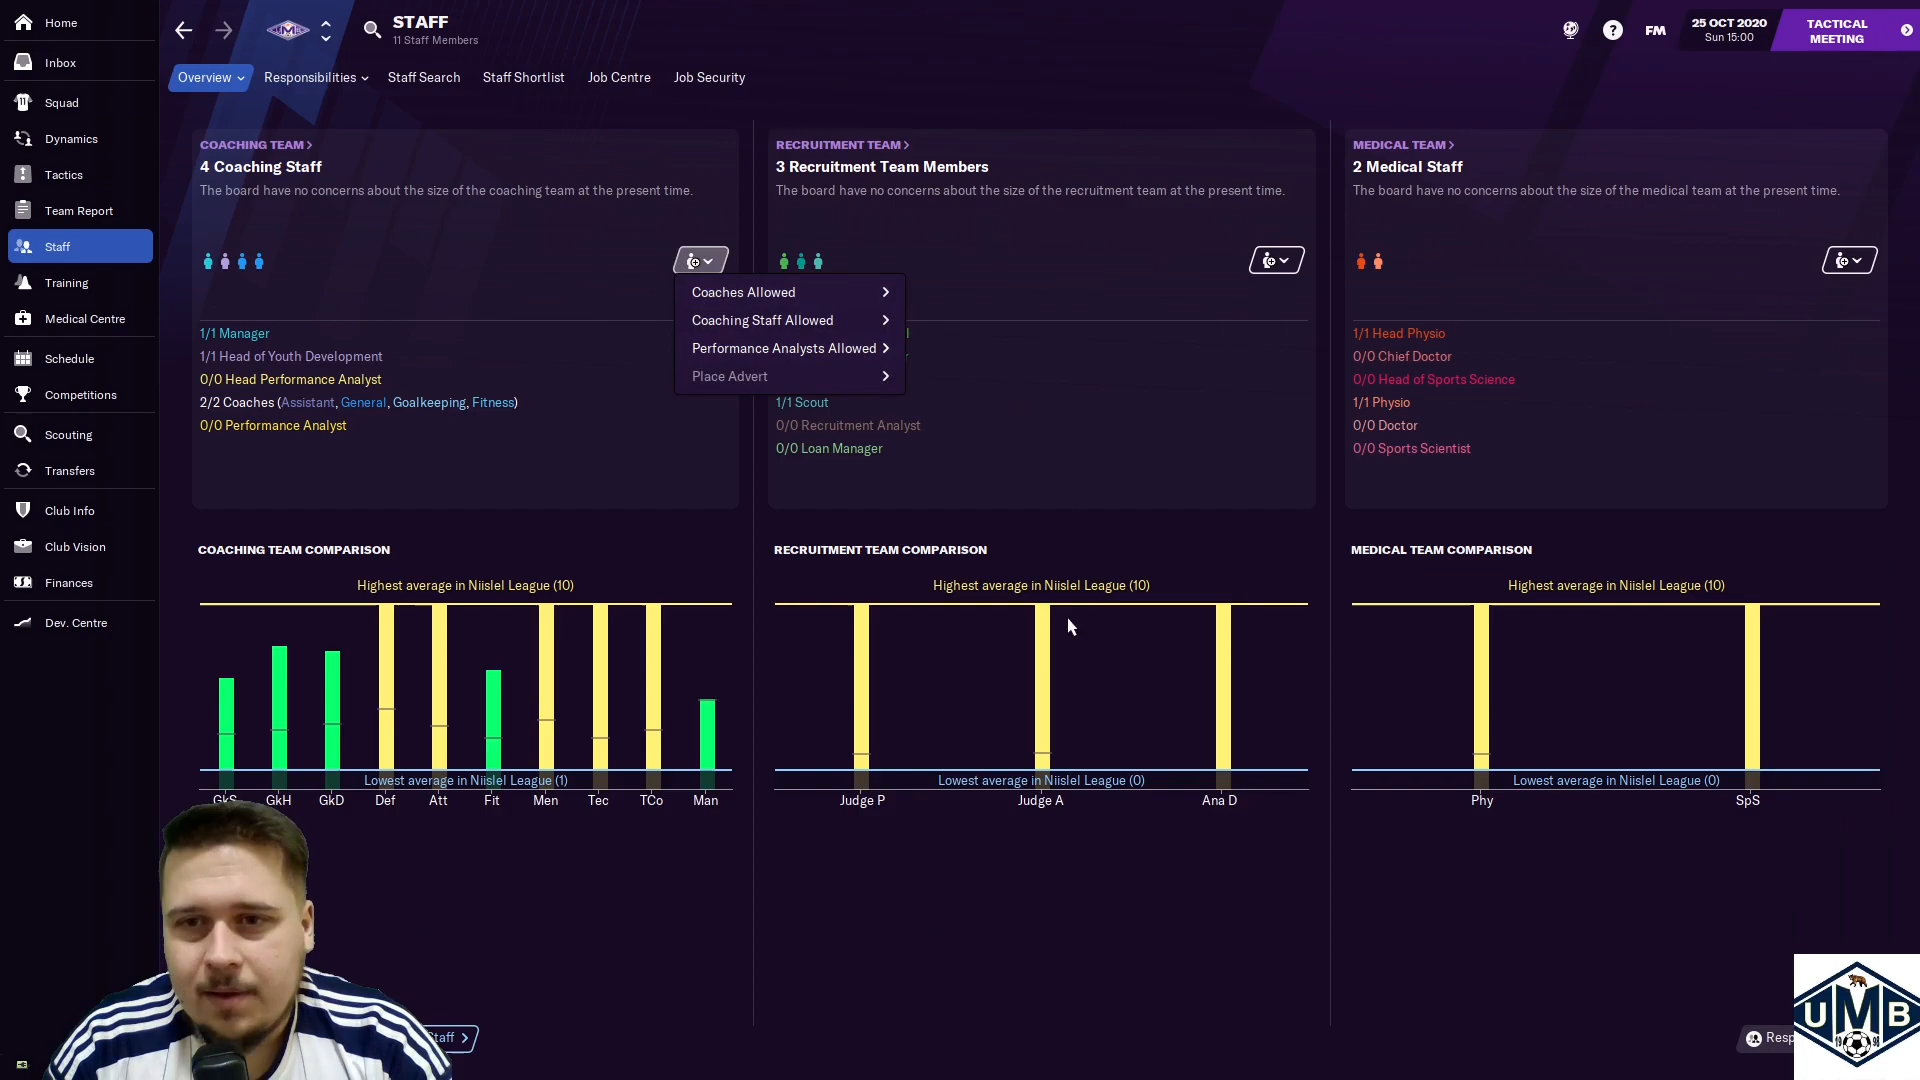 Home
Inbox
Squad
Dynamics
Tactics
Team Report
Staff
Training
Medical Centre
Schedule
Competitions
Scouting
Transfers
Club Info
Club Vision
Finances
Dev. Centre
STAFF
11 Staff Members
FM
25 OCT 2020
Sun 15:00
TACTICAL
MEETING
Overview
Responsibilities
Staff Search
Staff Shortlist
Job Centre
Job Security
COACHING TEAM
4 Coaching Staff
The board have no concerns about the size of the coaching team at the present time.
1/1 Manager
1/1 Head of Youth Development
0/0 Head Performance Analyst
2/2 Coaches (Assistant, General, Goalkeeping, Fitness)
0/0 Performance Analyst
Coaches Allowed
Coaching Staff Allowed
Performance Analysts Allowed
Place Advert
RECRUITMENT TEAM
3 Recruitment Team Members
The board have no concerns about the size of the recruitment team at the present time.
1/1 Scout
0/0 Recruitment Analyst
0/0 Loan Manager
MEDICAL TEAM
2 Medical Staff
The board have no concerns about the size of the medical team at the present time.
1/1 Head Physio
0/0 Chief Doctor
0/0 Head of Sports Science
1/1 Physio
0/0 Doctor
0/0 Sports Scientist
COACHING TEAM COMPARISON
Highest average in Niislel League (10)
Lowest average in Niislel League (1)
GkS GkH GkD Def Att Fit Men Tec TCo Man
RECRUITMENT TEAM COMPARISON
Highest average in Niislel League (10)
Lowest average in Niislel League (0)
Judge P Judge A Ana D
MEDICAL TEAM COMPARISON
Highest average in Niislel League (10)
Lowest average in Niislel League (0)
Phy SpS
Staff
Resp
UMB
1998